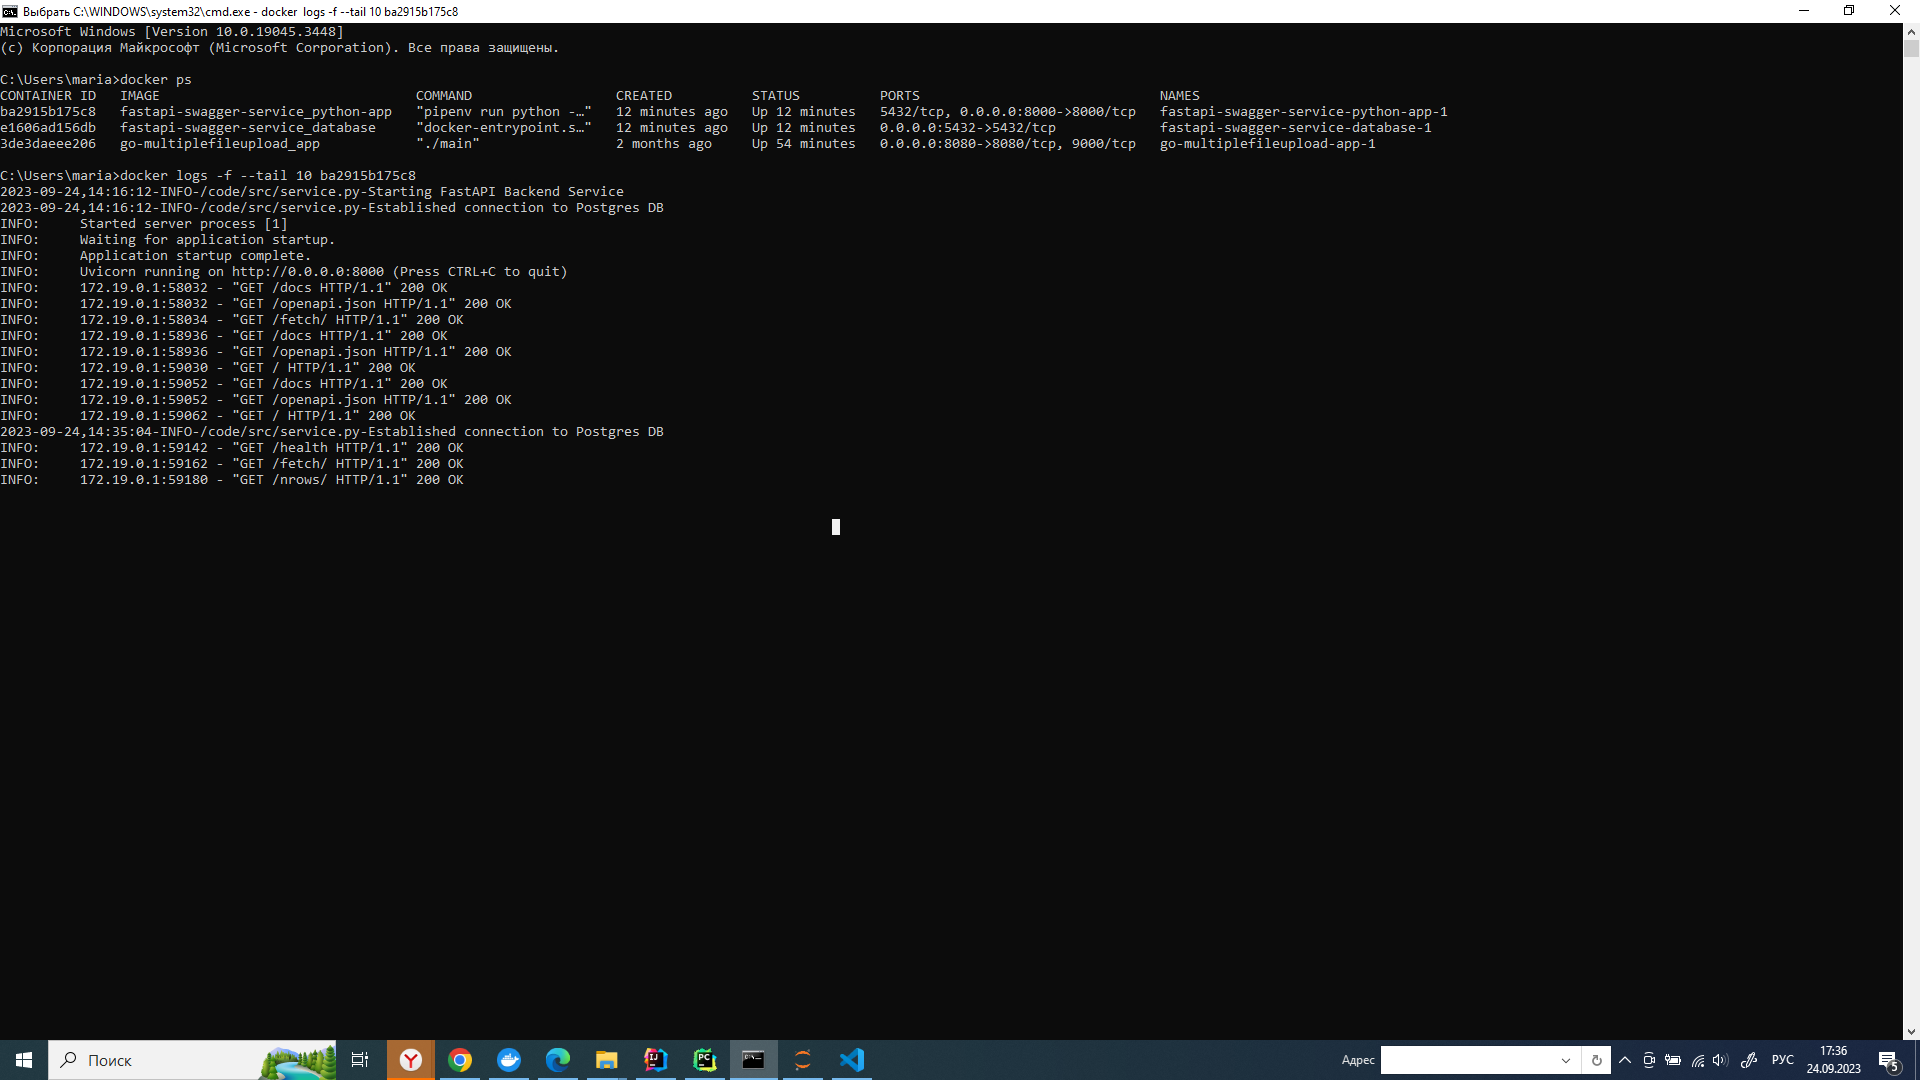 Выбрать C:\WINDOWS\system32\cmd.exe - docker logs -f --tail 10 ba2915b175c8
Microsoft Windows [Version 10.0.19045.3448]
(c) Корпорация Майкрософт (Microsoft Corporation). Все права защищены.
C:\Users\maria>docker ps
CONTAINER ID   IMAGE                                COMMAND                  CREATED          STATUS          PORTS                              NAMES
ba2915b175c8   fastapi-swagger-service_python-app   "pipenv run python -…"   12 minutes ago   Up 12 minutes   5432/tcp, 0.0.0.0:8000->8000/tcp   fastapi-swagger-service-python-app-1
e1606ad156db   fastapi-swagger-service_database     "docker-entrypoint.s…"   12 minutes ago   Up 12 minutes   0.0.0.0:5432->5432/tcp             fastapi-swagger-service-database-1
3de3daeee206   go-multiplefileupload_app            "./main"                 2 months ago     Up 54 minutes   0.0.0.0:8080->8080/tcp, 9000/tcp   go-multiplefileupload-app-1
C:\Users\maria>docker logs -f --tail 10 ba2915b175c8
2023-09-24,14:16:12-INFO-/code/src/service.py-Starting FastAPI Backend Service
2023-09-24,14:16:12-INFO-/code/src/service.py-Established connection to Postgres DB
INFO:     Started server process [1]
INFO:     Waiting for application startup.
INFO:     Application startup complete.
INFO:     Uvicorn running on http://0.0.0.0:8000 (Press CTRL+C to quit)
INFO:     172.19.0.1:58032 - "GET /docs HTTP/1.1" 200 OK
INFO:     172.19.0.1:58032 - "GET /openapi.json HTTP/1.1" 200 OK
INFO:     172.19.0.1:58034 - "GET /fetch/ HTTP/1.1" 200 OK
INFO:     172.19.0.1:58936 - "GET /docs HTTP/1.1" 200 OK
INFO:     172.19.0.1:58936 - "GET /openapi.json HTTP/1.1" 200 OK
INFO:     172.19.0.1:59030 - "GET / HTTP/1.1" 200 OK
INFO:     172.19.0.1:59052 - "GET /docs HTTP/1.1" 200 OK
INFO:     172.19.0.1:59052 - "GET /openapi.json HTTP/1.1" 200 OK
INFO:     172.19.0.1:59062 - "GET / HTTP/1.1" 200 OK
2023-09-24,14:35:04-INFO-/code/src/service.py-Established connection to Postgres DB
INFO:     172.19.0.1:59142 - "GET /health HTTP/1.1" 200 OK
INFO:     172.19.0.1:59162 - "GET /fetch/ HTTP/1.1" 200 OK
INFO:     172.19.0.1:59180 - "GET /nrows/ HTTP/1.1" 200 OK
Поиск
Адрес
РУС
17:36
24.09.2023
5